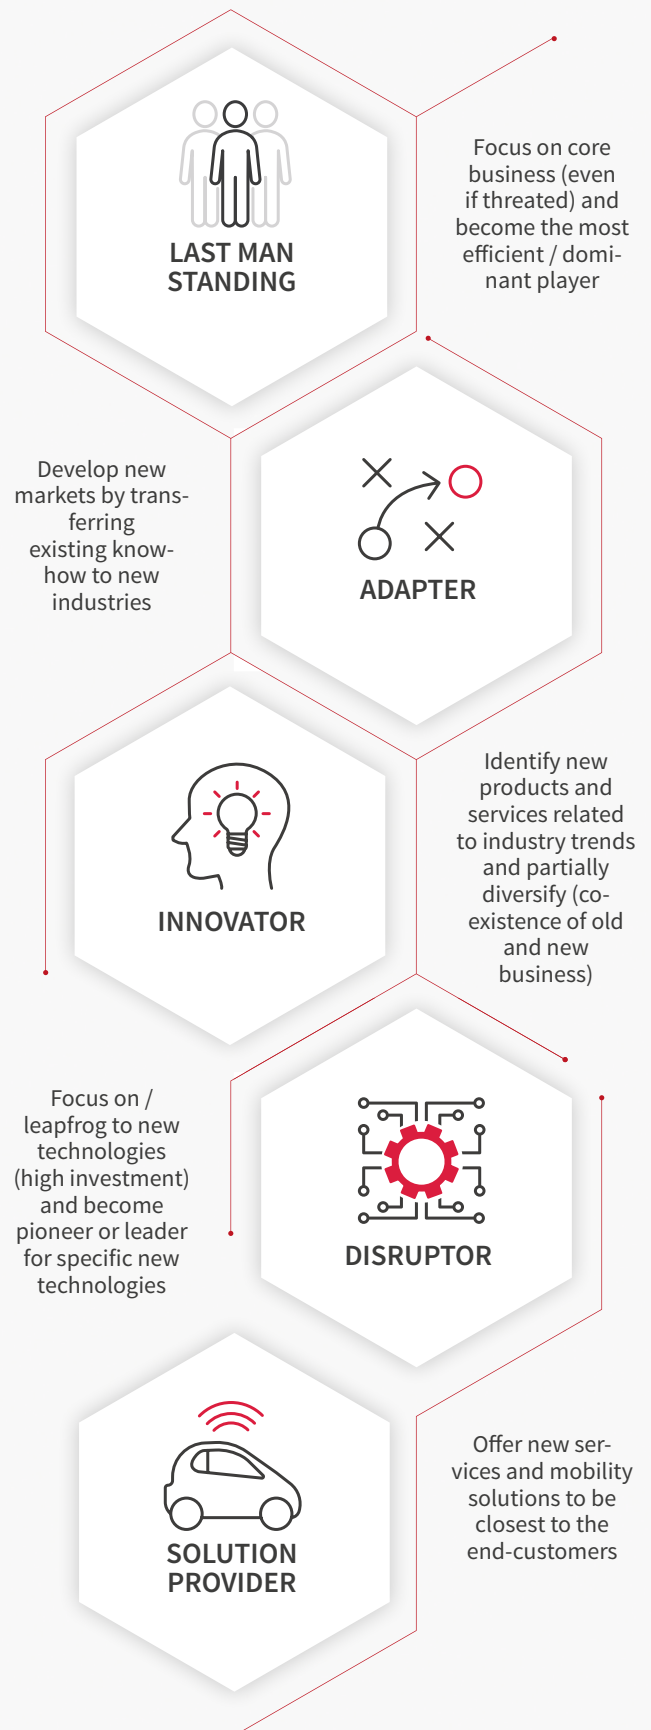 LAST MAN
STANDING
Focus on core
business (even
if threated) and
become the most
efficient / domi-
nant player
Develop new
markets by trans-
ferring
existing know-
how to new
industries
ADAPTER
INNOVATOR
Identify new
products and
services related
to industry trends
and partially
diversify (co-
existence of old
and new
business)
Focus on /
leapfrog to new
technologies
(high investment)
and become
pioneer or leader
for specific new
technologies
DISRUPTOR
SOLUTION
PROVIDER
Offer new ser-
vices and mobility
solutions to be
closest to the
end-customers